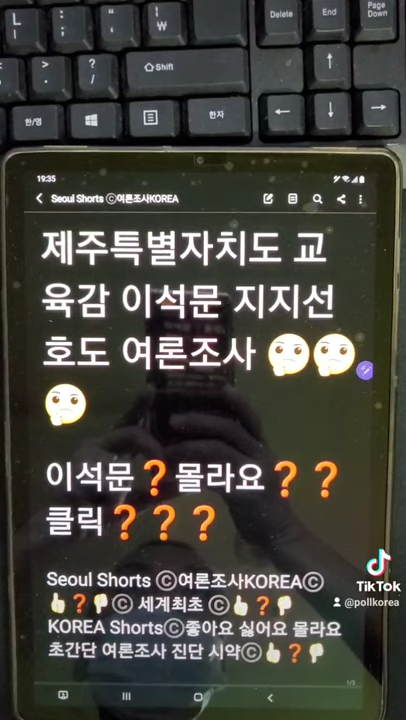 Delete
End
Page
Down
L
ㅣ
:
;
"
'
|
₩
>
.
?
/
Shift
한/영
한자
19:35
Seoul Shorts ⓒ여론조사KOREA
제주특별자치도 교
육감 이석문 지지선
호도 여론조사 🤔🤔
🤔
이석문❓몰라요❓❓
클릭❓❓❓
Seoul Shorts ⓒ여론조사KOREAⓒ
👍❓👎ⓒ 세계최초 ⓒ👍❓👎
KOREA Shortsⓒ좋아요 싫어요 몰라요
초간단 여론조사 진단 시약ⓒ👍❓👎
1/3
TikTok
@pollkorea